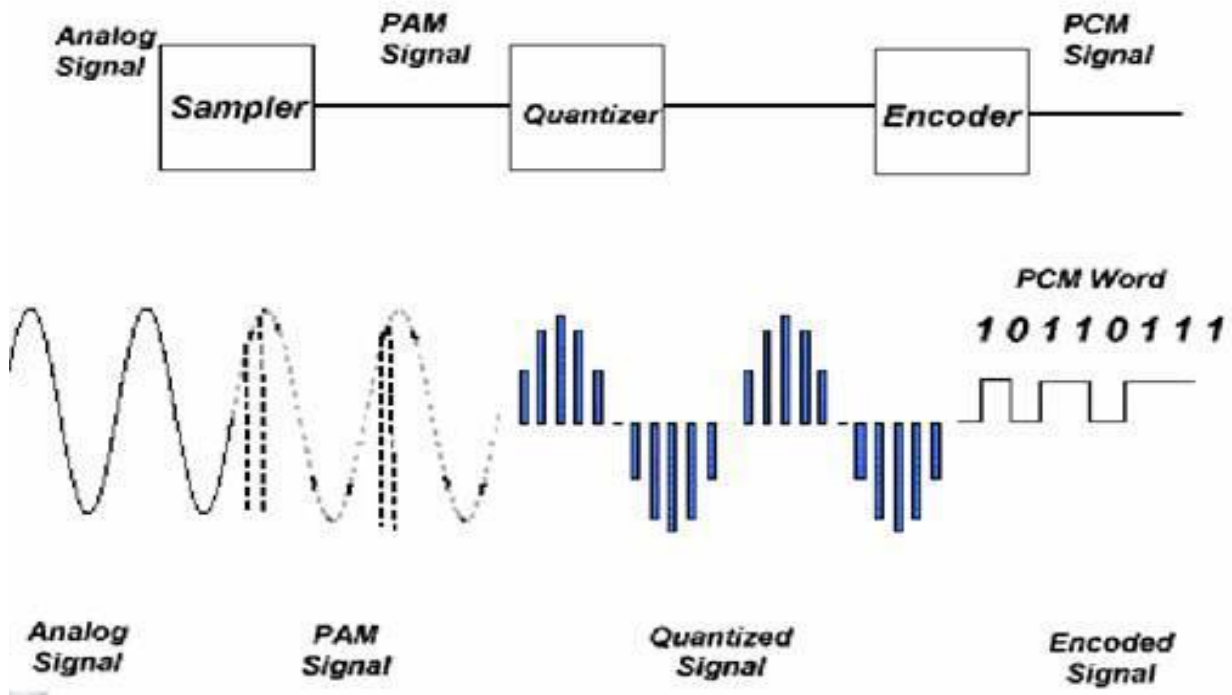 Analog
Signal
PAM
Signal
PCM
Signal
Sampler
Quantizer
Encoder
PCM Word
1 0 1 1 0 1 1 1
Analog
Signal
PAM
Signal
Quantized
Signal
Encoded
Signal